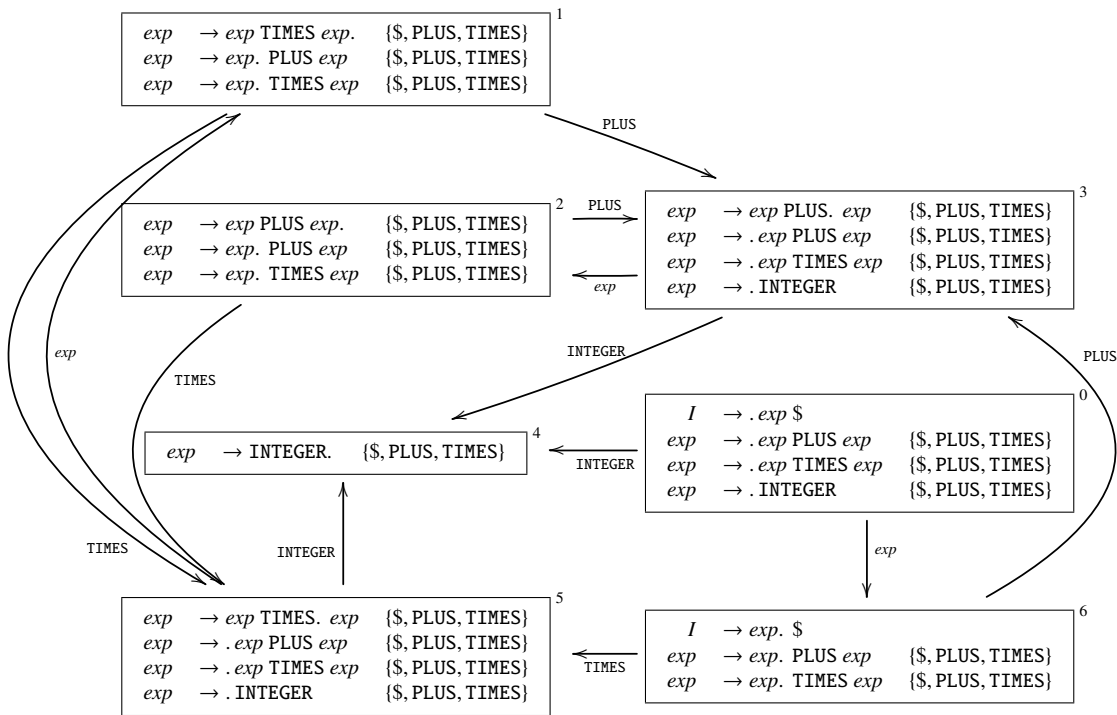 1
exp → exp TIMES exp. {$, PLUS, TIMES}
exp → exp. PLUS exp {$, PLUS, TIMES}
exp → exp. TIMES exp {$, PLUS, TIMES}
PLUS
2
exp → exp PLUS exp. {$, PLUS, TIMES}
exp → exp. PLUS exp {$, PLUS, TIMES}
exp → exp. TIMES exp {$, PLUS, TIMES}
PLUS
exp
3
exp → exp PLUS. exp {$, PLUS, TIMES}
exp → . exp PLUS exp {$, PLUS, TIMES}
exp → . exp TIMES exp {$, PLUS, TIMES}
exp → . INTEGER {$, PLUS, TIMES}
exp
TIMES
INTEGER
PLUS
4
exp → INTEGER. {$, PLUS, TIMES}
INTEGER
0
I → . exp $
exp → . exp PLUS exp {$, PLUS, TIMES}
exp → . exp TIMES exp {$, PLUS, TIMES}
exp → . INTEGER {$, PLUS, TIMES}
TIMES
INTEGER
exp
5
exp → exp TIMES. exp {$, PLUS, TIMES}
exp → . exp PLUS exp {$, PLUS, TIMES}
exp → . exp TIMES exp {$, PLUS, TIMES}
exp → . INTEGER {$, PLUS, TIMES}
TIMES
6
I → exp. $
exp → exp. PLUS exp {$, PLUS, TIMES}
exp → exp. TIMES exp {$, PLUS, TIMES}